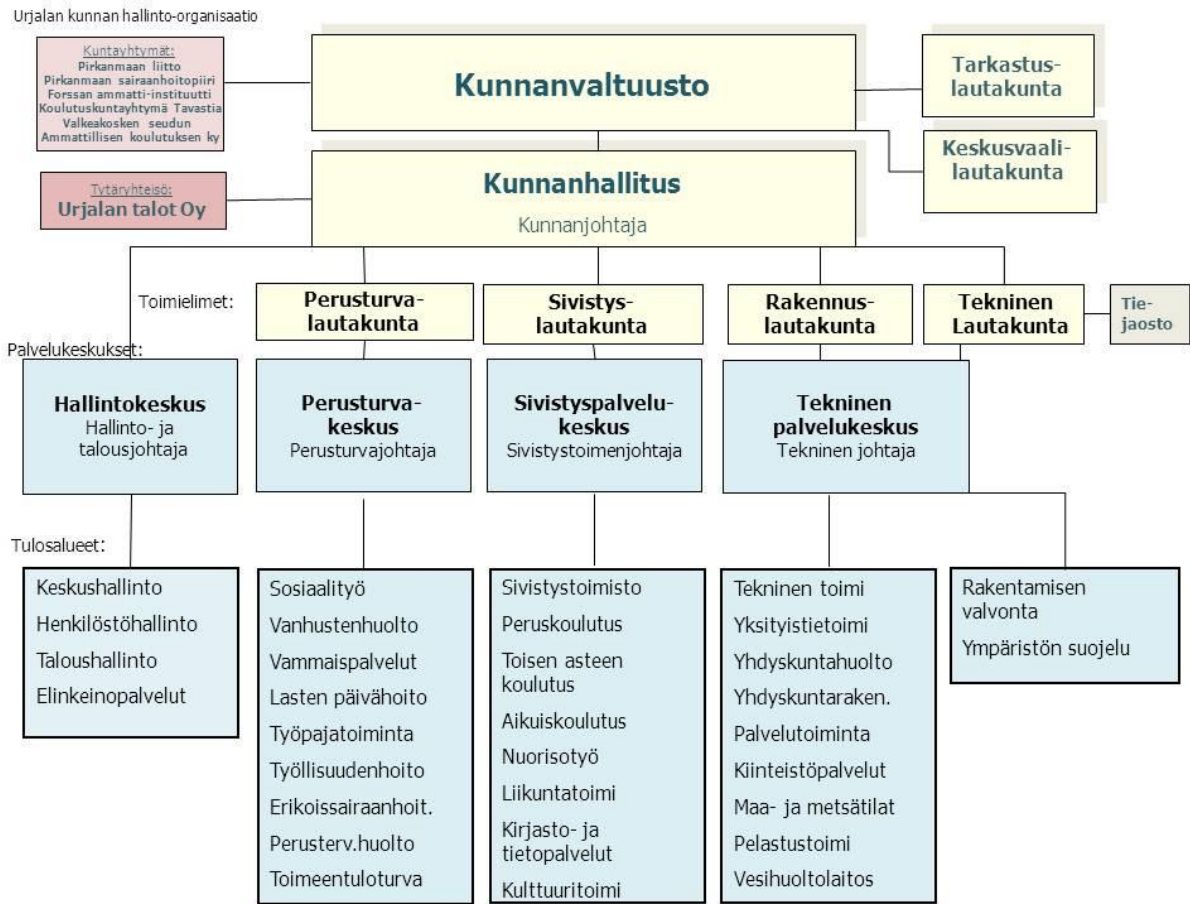 Urjalan kunnan hallinto-organisaatio
Kuntayhtymät:
Pirkanmaan liitto
Pirkanmaan sairaanhoitopiiri
Forssan ammatti-instituutti
Koulutuskuntayhtymä Tavastia
Valkeakosken seudun
Ammattillisen koulutuksen ky
Kunnanvaltuusto
Tarkastus-
lautakunta
Keskusvaali-
lautakunta
Tytäryhteisö:
Urjalan talot Oy
Kunnanhallitus
Kunnanjohtaja
Toimielimet:
Perusturva-
lautakunta
Sivistys-
lautakunta
Rakennus-
lautakunta
Tekninen
Lautakunta
Tie-
jaosto
Palvelukeskukset:
Hallintokeskus
Hallinto- ja
talousjohtaja
Perusturva-
keskus
Perusturvajohtaja
Sivistyspalvelu-
keskus
Sivistystoimenjohtaja
Tekninen
palvelukeskus
Tekninen johtaja
Tulosalueet:
Keskushallinto
Henkilöstöhallinto
Taloushallinto
Elinkeinopalvelut
Sosiaalityö
Vanhustenhuolto
Vammaispalvelut
Lasten päivähoito
Työpajatoiminta
Työllisuudenhoito
Erikoissairaanhoit.
Perusterv.huolto
Toimeentuloturva
Sivistystoimisto
Peruskoulutus
Toisen asteen
koulutus
Aikuiskoulutus
Nuorisotyö
Liikuntatoimi
Kirjasto- ja
tietopalvelut
Kulttuuritoimi
Tekninen toimi
Yksityistietoimi
Yhdyskuntahuolto
Yhdyskuntaraken.
Palvelutoiminta
Kiinteistöpalvelut
Maa- ja metsätilat
Pelastustoimi
Vesihuoltolaitos
Rakentamisen
valvonta
Ympäristön suojelu